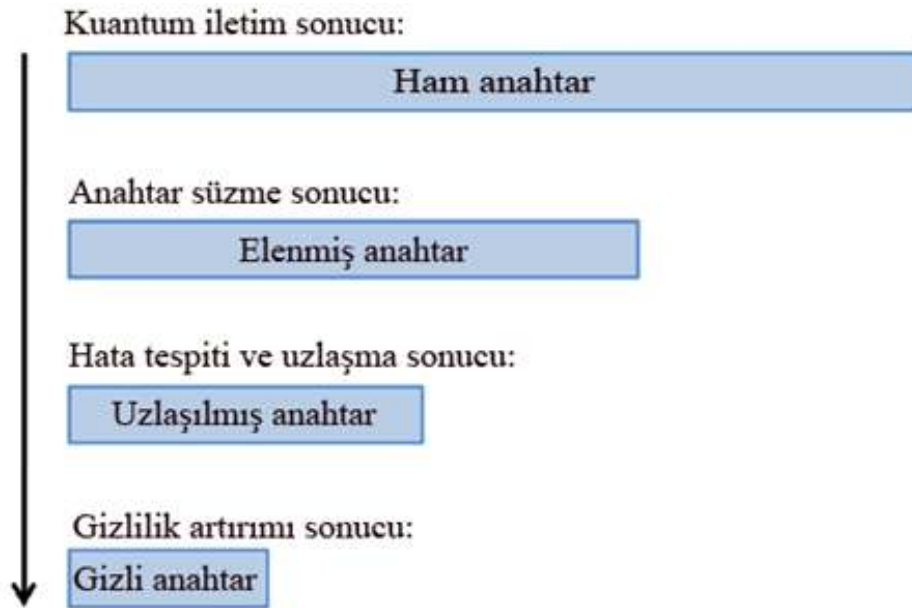 Kuantum iletim sonucu:
Ham anahtar
Anahtar süzme sonucu:
Elenmiş anahtar
Hata tespiti ve uzlaşma sonucu:
Uzlaşılmış anahtar
Gizlilik artırımı sonucu:
Gizli anahtar